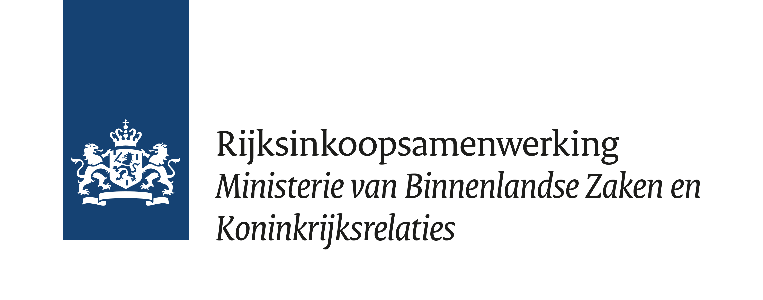 Rijksinkoopsamenwerking
Ministerie van Binnenlandse Zaken en
Koninkrijksrelaties